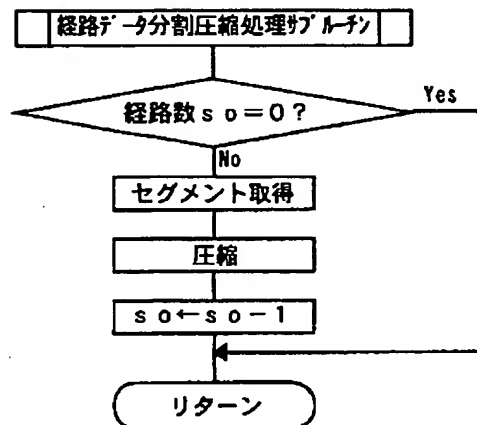 経路データ分割圧縮処理サブルーチン
経路数so=0?
Yes
No
セグメント取得
圧縮
so←so-1
リターン